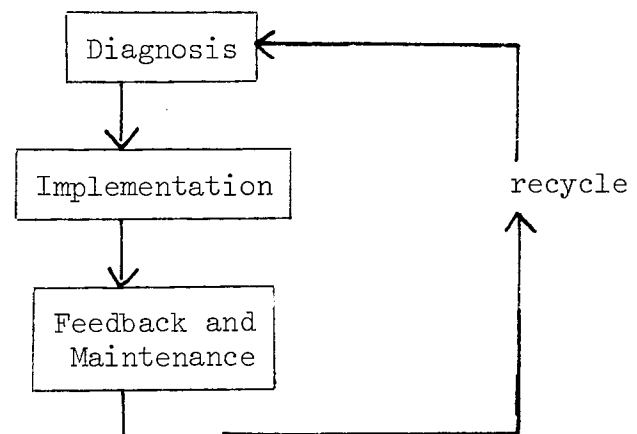 Diagnosis
Implementation
recycle
Feedback and
Maintenance